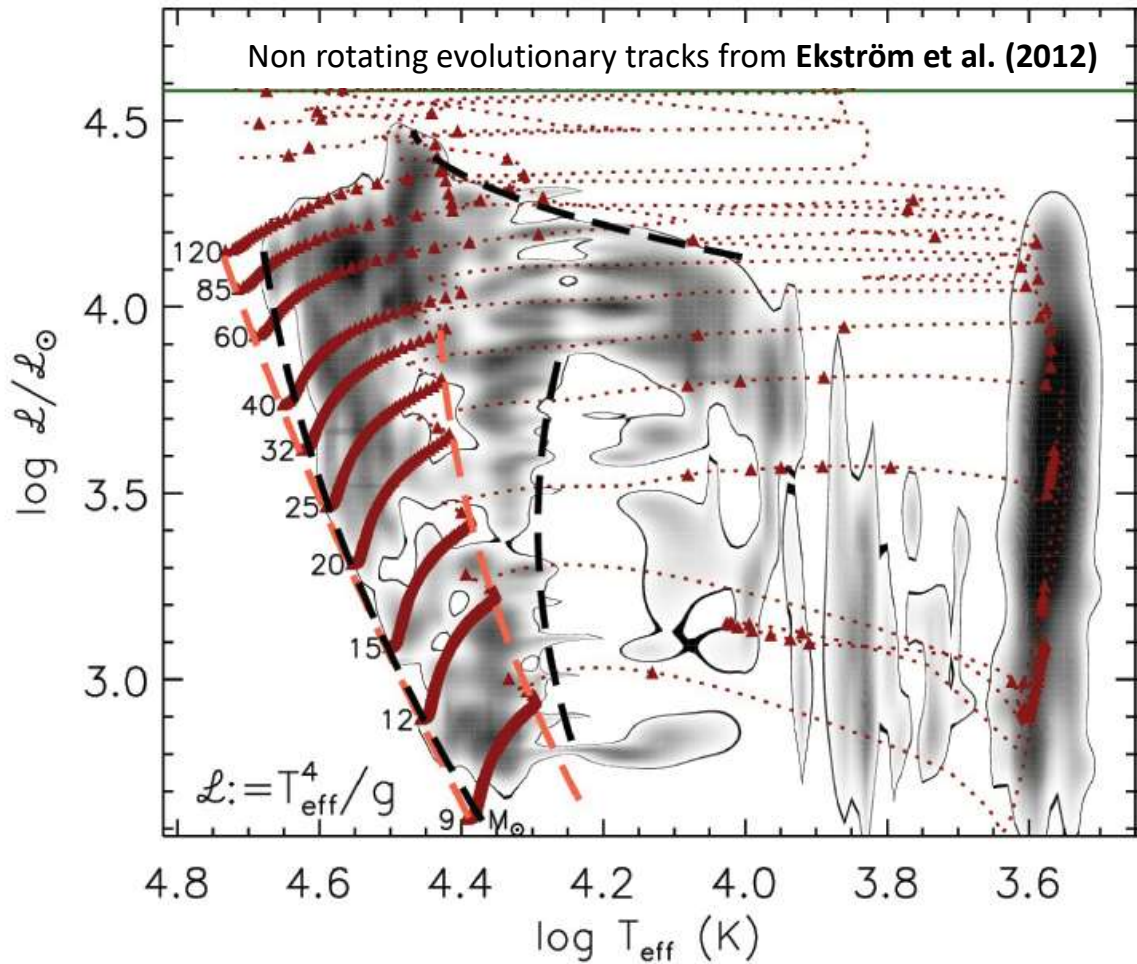 Non rotating evolutionary tracks from Ekström et al. (2012)
4.5
4.0
3.5
3.0
log ℒ/ℒ⊙
120
85
60
40
32
25
20
15
12
9 M⊙
ℒ:=T⁴eff/g
4.8 4.6 4.4 4.2 4.0 3.8 3.6
log Teff (K)